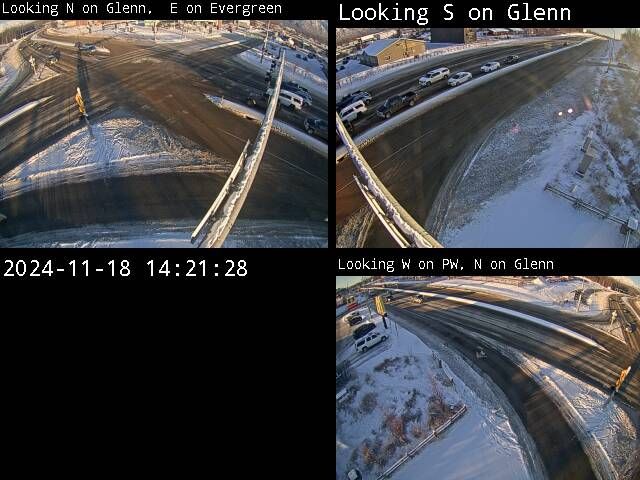 Looking N on Glenn,  E on Evergreen
Looking S on Glenn
2024-11-18 14:21:28
Looking W on PW, N on Glenn